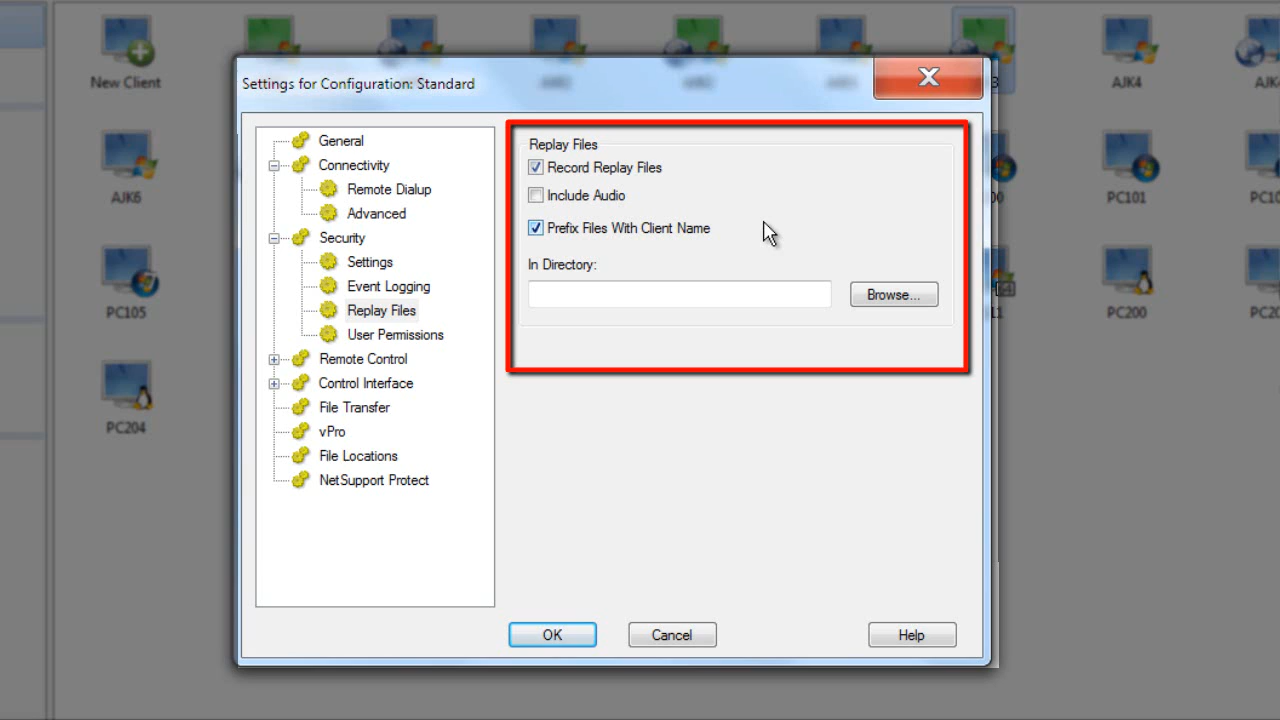 New Client
AJK4
AJK6
PC101
PC105
PC200
PC204
Settings for Configuration: Standard
General
Connectivity
Remote Dialup
Advanced
Security
Settings
Event Logging
Replay Files
User Permissions
Remote Control
Control Interface
File Transfer
vPro
File Locations
NetSupport Protect
Replay Files
Record Replay Files
Include Audio
Prefix Files With Client Name
In Directory:
Browse...
OK
Cancel
Help